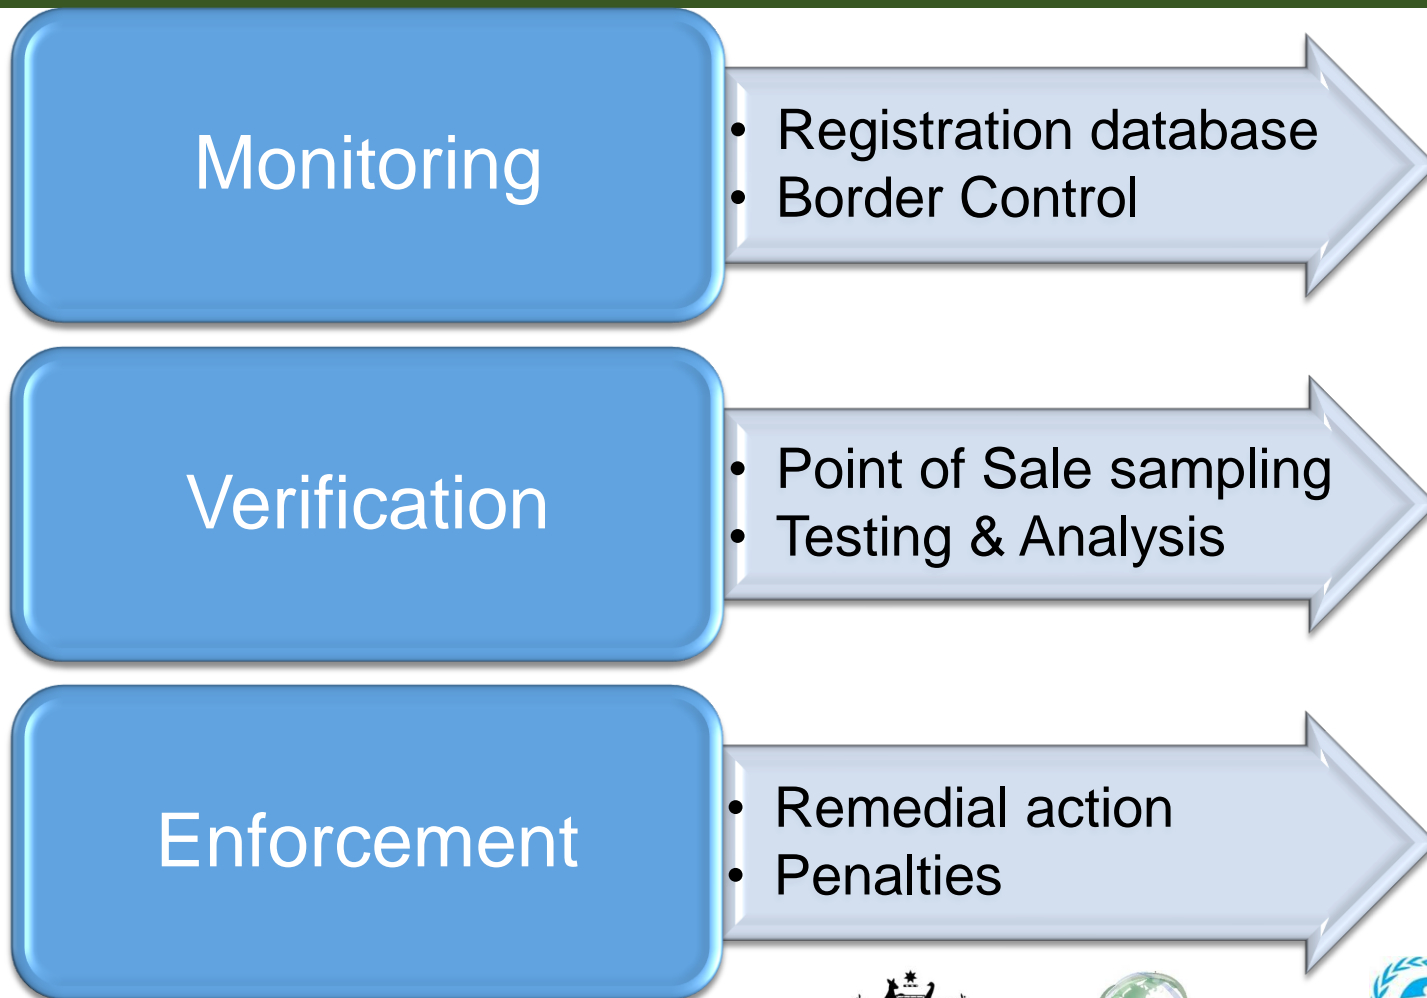 Monitoring
• Registration database
• Border Control
Verification
• Point of Sale sampling
• Testing & Analysis
Enforcement
• Remedial action
• Penalties